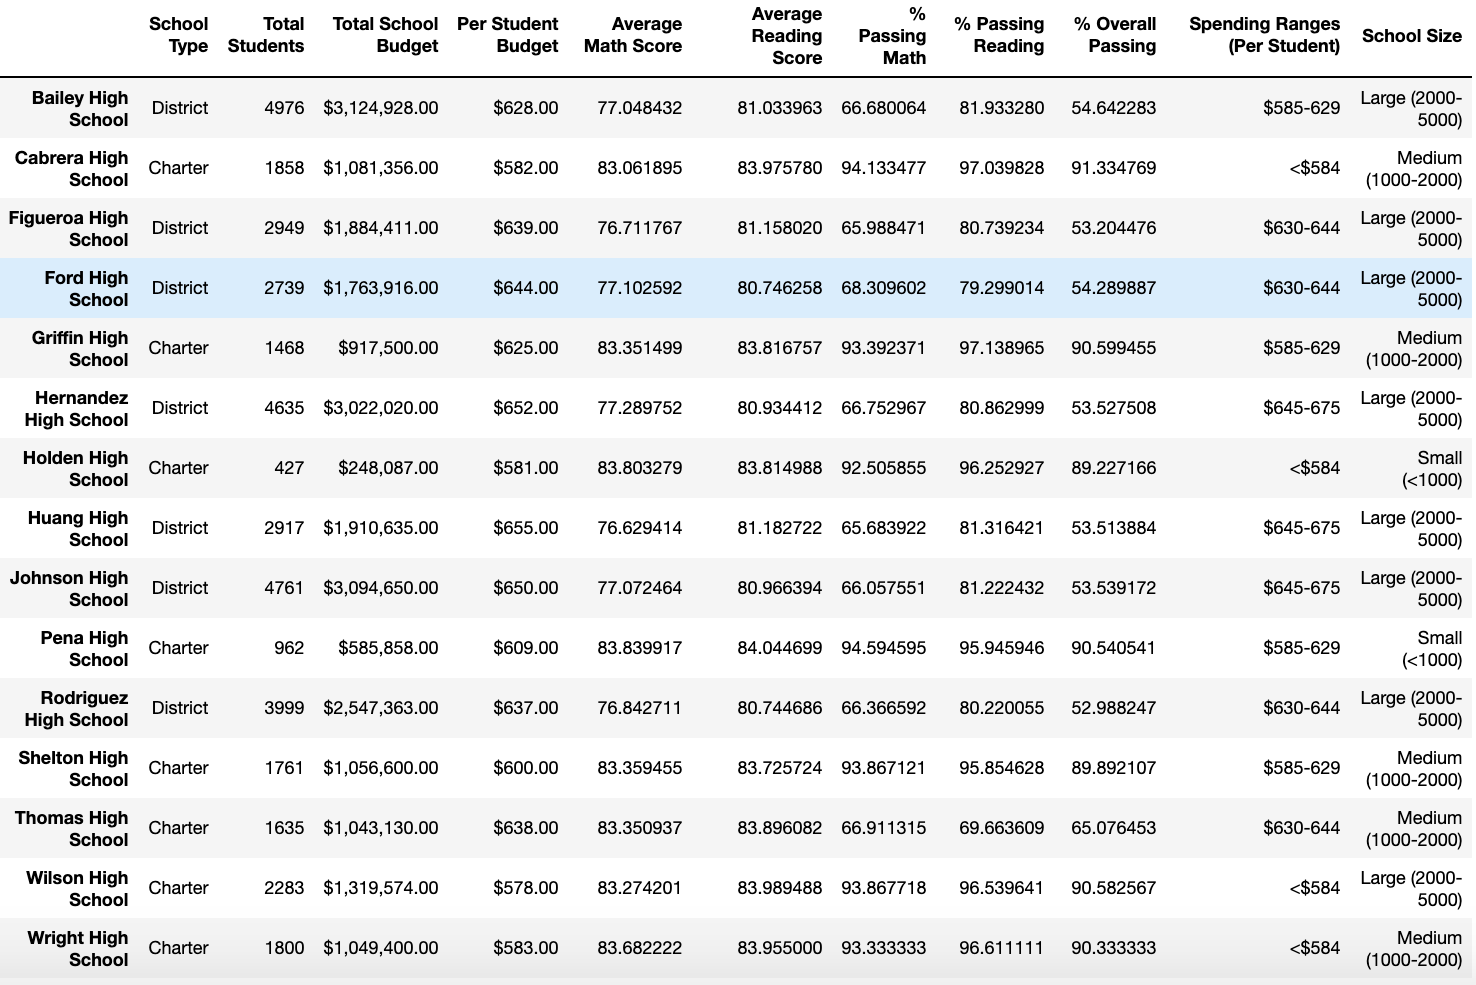 School Type Total Students Total School Budget Per Student Budget Average Math Score Average Reading Score % Passing Math % Passing Reading % Overall Passing Spending Ranges (Per Student) School Size
Bailey High School District 4976 $3,124,928.00 $628.00 77.048432 81.033963 66.680064 81.933280 54.642283 $585-629 Large (2000-5000)
Cabrera High School Charter 1858 $1,081,356.00 $582.00 83.061895 83.975780 94.133477 97.039828 91.334769 <$584 Medium (1000-2000)
Figueroa High School District 2949 $1,884,411.00 $639.00 76.711767 81.158020 65.988471 80.739234 53.204476 $630-644 Large (2000-5000)
Ford High School District 2739 $1,763,916.00 $644.00 77.102592 80.746258 68.309602 79.299014 54.289887 $630-644 Large (2000-5000)
Griffin High School Charter 1468 $917,500.00 $625.00 83.351499 83.816757 93.392371 97.138965 90.599455 $585-629 Medium (1000-2000)
Hernandez High School District 4635 $3,022,020.00 $652.00 77.289752 80.934412 66.752967 80.862999 53.527508 $645-675 Large (2000-5000)
Holden High School Charter 427 $248,087.00 $581.00 83.803279 83.814988 92.505855 96.252927 89.227166 <$584 Small (<1000)
Huang High School District 2917 $1,910,635.00 $655.00 76.629414 81.182722 65.683922 81.316421 53.513884 $645-675 Large (2000-5000)
Johnson High School District 4761 $3,094,650.00 $650.00 77.072464 80.966394 66.057551 81.222432 53.539172 $645-675 Large (2000-5000)
Pena High School Charter 962 $585,858.00 $609.00 83.839917 84.044699 94.594595 95.945946 90.540541 $585-629 Small (<1000)
Rodriguez High School District 3999 $2,547,363.00 $637.00 76.842711 80.744686 66.366592 80.220055 52.988247 $630-644 Large (2000-5000)
Shelton High School Charter 1761 $1,056,600.00 $600.00 83.359455 83.725724 93.867121 95.854628 89.892107 $585-629 Medium (1000-2000)
Thomas High School Charter 1635 $1,043,130.00 $638.00 83.350937 83.896082 66.911315 69.663609 65.076453 $630-644 Medium (1000-2000)
Wilson High School Charter 2283 $1,319,574.00 $578.00 83.274201 83.989488 93.867718 96.539641 90.582567 <$584 Large (2000-5000)
Wright High School Charter 1800 $1,049,400.00 $583.00 83.682222 83.955000 93.333333 96.611111 90.333333 <$584 Medium (1000-2000)